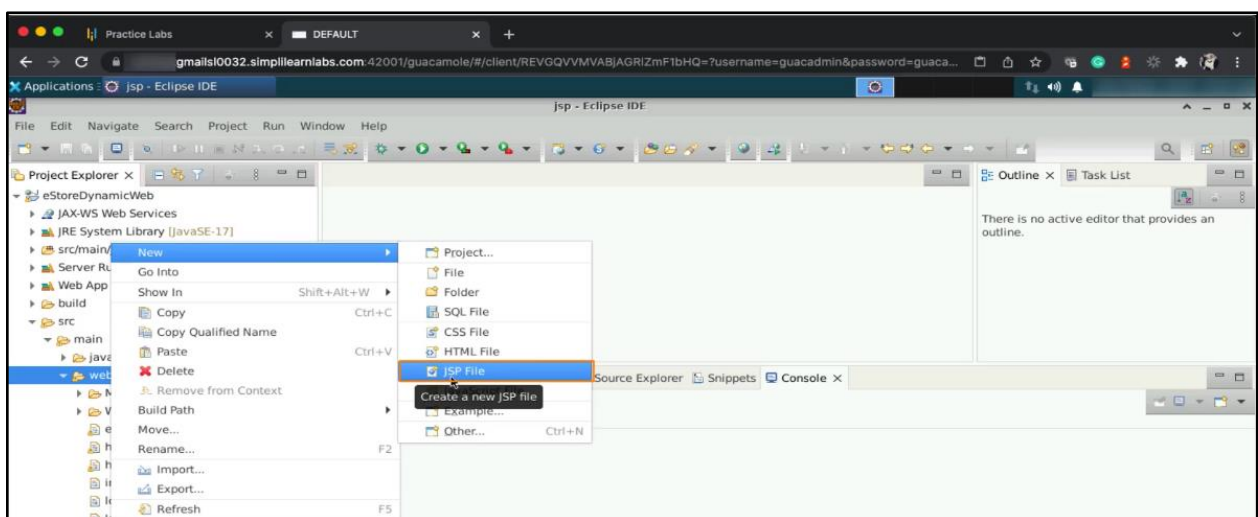 Practice Labs × DEFAULT × +
gmailsl0032.simplilearnlabs.com:42001/guacamole/#/client/REVGQVVMVABjAGRlZmF1bHQ=?username=guacadmin&password=guaca...
Applications jsp - Eclipse IDE
jsp - Eclipse IDE
File Edit Navigate Search Project Run Window Help
Project Explorer ×
Outline × Task List
eStoreDynamicWeb
JAX-WS Web Services
JRE System Library [JavaSE-17]
There is no active editor that provides an
outline.
src/main/
New
Project...
Server Ru
Go Into
File
Web App
Show In Shift+Alt+W
Folder
build
Copy Ctrl+C
SQL File
src
Copy Qualified Name
CSS File
main
Paste Ctrl+V
HTML File
java
Delete
JSP File
web
Source Explorer Snippets Console ×
Remove from Context
Create a new JSP file
Build Path
Example...
Move...
Other... Ctrl+N
Rename... F2
Import...
Export...
Refresh F5